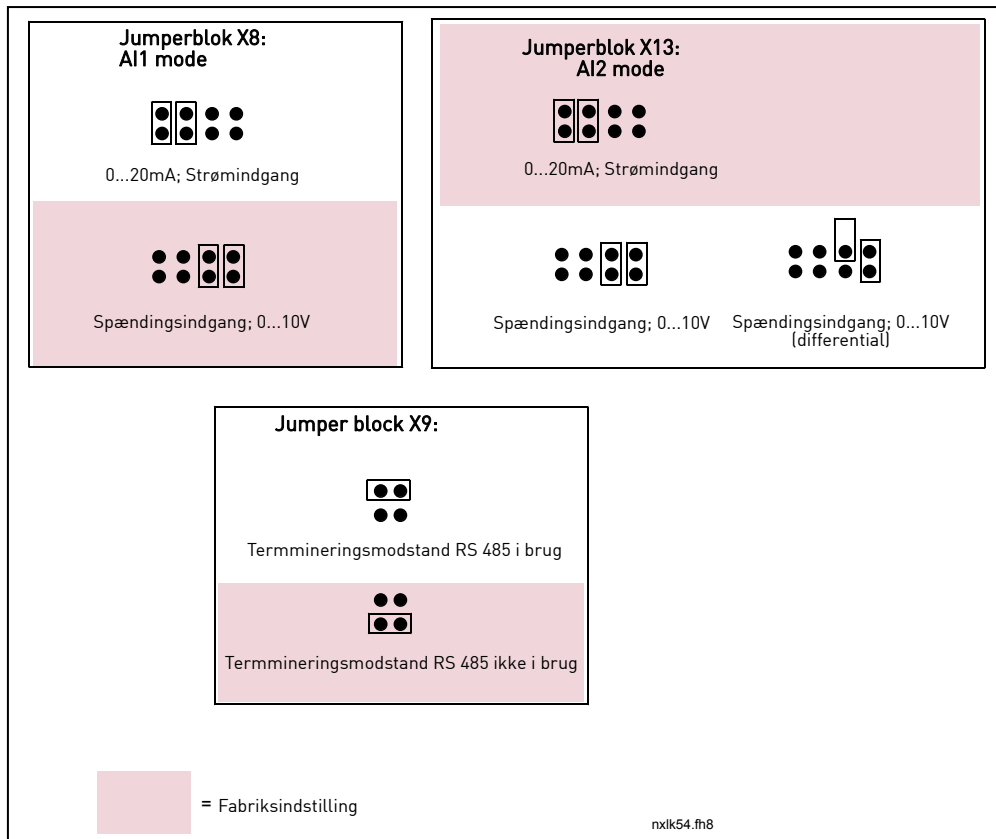 Jumperblok X8:
AI1 mode
0...20mA; Strømindgang
Spændingsindgang; 0...10V
Jumperblok X13:
AI2 mode
0...20mA; Strømindgang
Spændingsindgang; 0...10V
Spændingsindgang; 0...10V
(differential)
Jumper block X9:
Termmineringsmodstand RS 485 i brug
Termmineringsmodstand RS 485 ikke i brug
= Fabriksindstilling
nxlk54.fh8